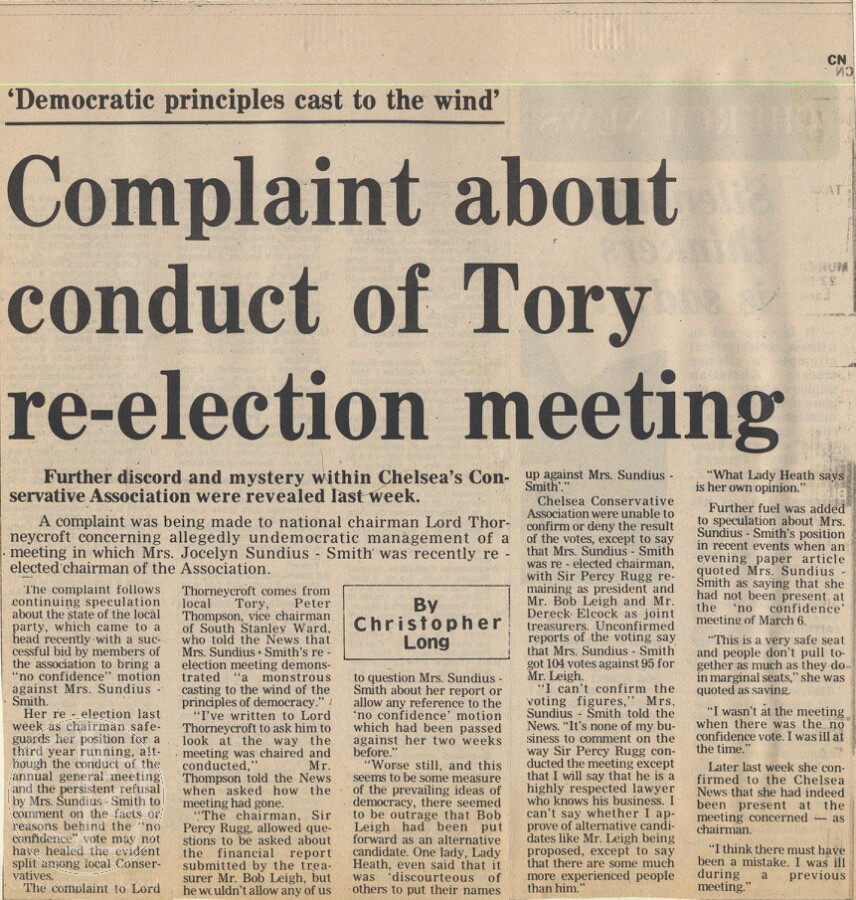 CN
'Democratic principles cast to the wind'
Complaint about
conduct of Tory
re-election meeting
Further discord and mystery within Chelsea's Con-
servative Association were revealed last week.
A complaint was being made to national chairman Lord Thor-
neycroft concerning allegedly undemocratic management of a
meeting in which Mrs. Jocelyn Sundius - Smith was recently re -
elected chairman of the Association.
The complaint follows
continuing speculation
about the state of the local
party, which came to a
head recently with a suc-
cessful bid by members of
the association to bring a
"no confidence" motion
against Mrs. Sundius -
Smith.
Her re - election last
week as chairman safe-
guards her position for a
third year running, alt-
hough the conduct of the
annual general meeting
and the persistent refusal
by Mrs. Sundius - Smith to
comment on the facts or
reasons behind the "no
confidence" vote may not
have healed the evident
split among local Conser-
vatives.
The complaint to Lord
Thorneycroft comes from
local Tory, Peter
Thompson, vice chairman
of South Stanley Ward,
who told the News that
Mrs. Sundius - Smith's re -
election meeting demons-
trated "a monstrous
casting to the wind of the
principles of democracy."
"I've written to Lord
Thorneycroft to ask him to
look at the way the
meeting was chaired and
conducted," Mr.
Thompson told the News
when asked how the
meeting had gone.
"The chairman, Sir
Percy Rugg, allowed que-
stions to be asked about
the financial report
submitted by the trea-
surer Mr. Bob Leigh, but
he wouldn't allow any of us
By
Christopher
Long
to question Mrs. Sundius -
Smith about her report or
allow any reference to the
'no confidence' motion
which had been passed
against her two weeks
before."
"Worse still, and this
seems to be some measure
of the prevailing ideas of
democracy, there seemed
to be outrage that Bob
Leigh had been put
forward as an alternative
candidate. One lady, Lady
Heath, even said that it
was 'discourteous of
others to put their names
up against Mrs. Sundius -
Smith'."
Chelsea Conservative
Association were unable to
confirm or deny the result
of the votes, except to say
that Mrs. Sundius - Smith
was re - elected chairman,
with Sir Percy Rugg re-
maining as president and
Mr. Bob Leigh and Mr.
Dereck Elcock as joint
treasurers. Unconfirmed
reports of the voting say
that Mrs. Sundius - Smith
got 104 votes against 95 for
Mr. Leigh.
"I can't confirm the
voting figures," Mrs,
Sundius - Smith told the
News. "It's none of my bu-
siness to comment on the
way Sir Percy Rugg con-
ducted the meeting except
that I will say that he is a
highly respected lawyer
who knows his business. I
can't say whether I ap-
prove of alternative candi-
dates like Mr. Leigh being
proposed, except to say
that there are some much
more experienced people
than him."
"What Lady Heath says
is her own opinion."
Further fuel was added
to speculation about Mrs.
Sundius - Smith's position
in recent events when an
evening paper article
quoted Mrs. Sundius -
Smith as saying that she
had not been present at
the 'no confidence'
meeting of March 6.
"This is a very safe seat
and people don't pull to-
gether as much as they do
in marginal seats," she was
quoted as saving.
"I wasn't at the meeting
when there was the no
confidence vote. I was ill at
the time."
Later last week she con-
firmed to the Chelsea
News that she had indeed
been present at the
meeting concerned — as
chairman.
"I think there must have
been a mistake. I was ill
during a previous
meeting."